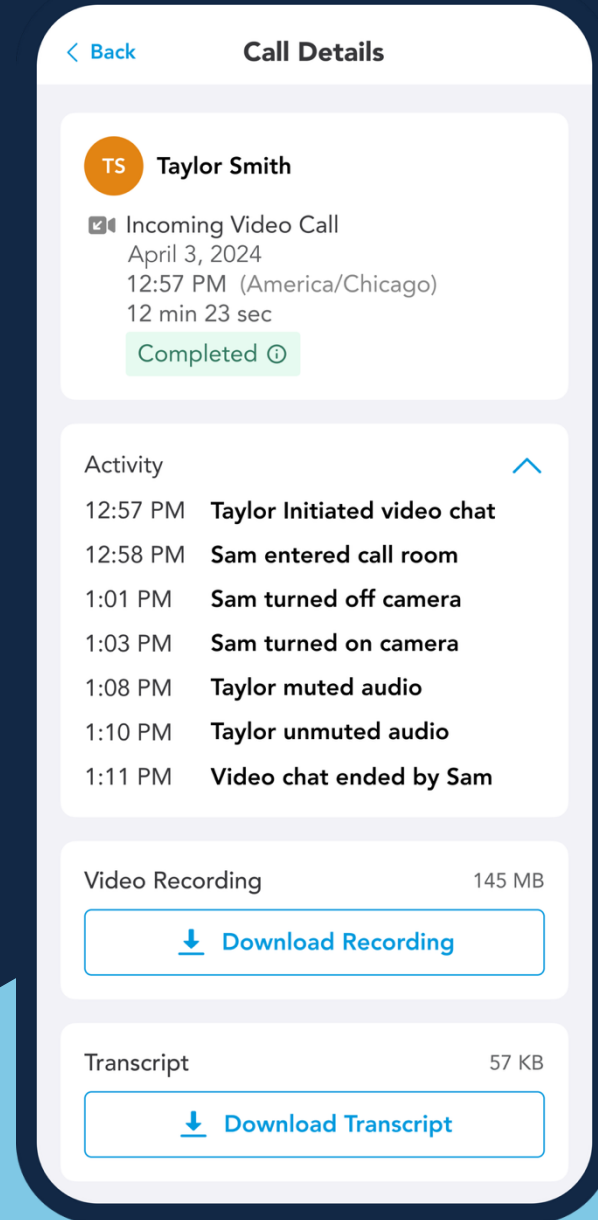 Back
Call Details
TS
Taylor Smith
Incoming Video Call
April 3, 2024
12:57 PM (America/Chicago)
12 min 23 sec
Completed
Activity
12:57 PM Taylor Initiated video chat
12:58 PM Sam entered call room
1:01 PM Sam turned off camera
1:03 PM Sam turned on camera
1:08 PM Taylor muted audio
1:10 PM Taylor unmuted audio
1:11 PM Video chat ended by Sam
Video Recording 145 MB
Download Recording
Transcript 57 KB
Download Transcript